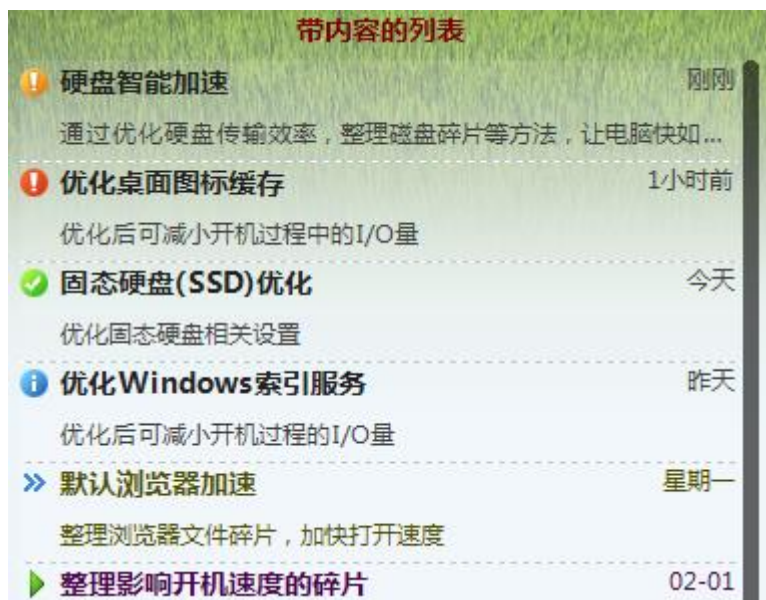 带内容的列表
硬盘智能加速 刚刚
通过优化硬盘传输效率，整理磁盘碎片等方法，让电脑快如...
优化桌面图标缓存 1小时前
优化后可减小开机过程中的I/O量
固态硬盘(SSD)优化 今天
优化固态硬盘相关设置
优化Windows索引服务 昨天
优化后可减小开机过程的I/O量
默认浏览器加速 星期一
整理浏览器文件碎片，加快打开速度
整理影响开机速度的碎片 02-01